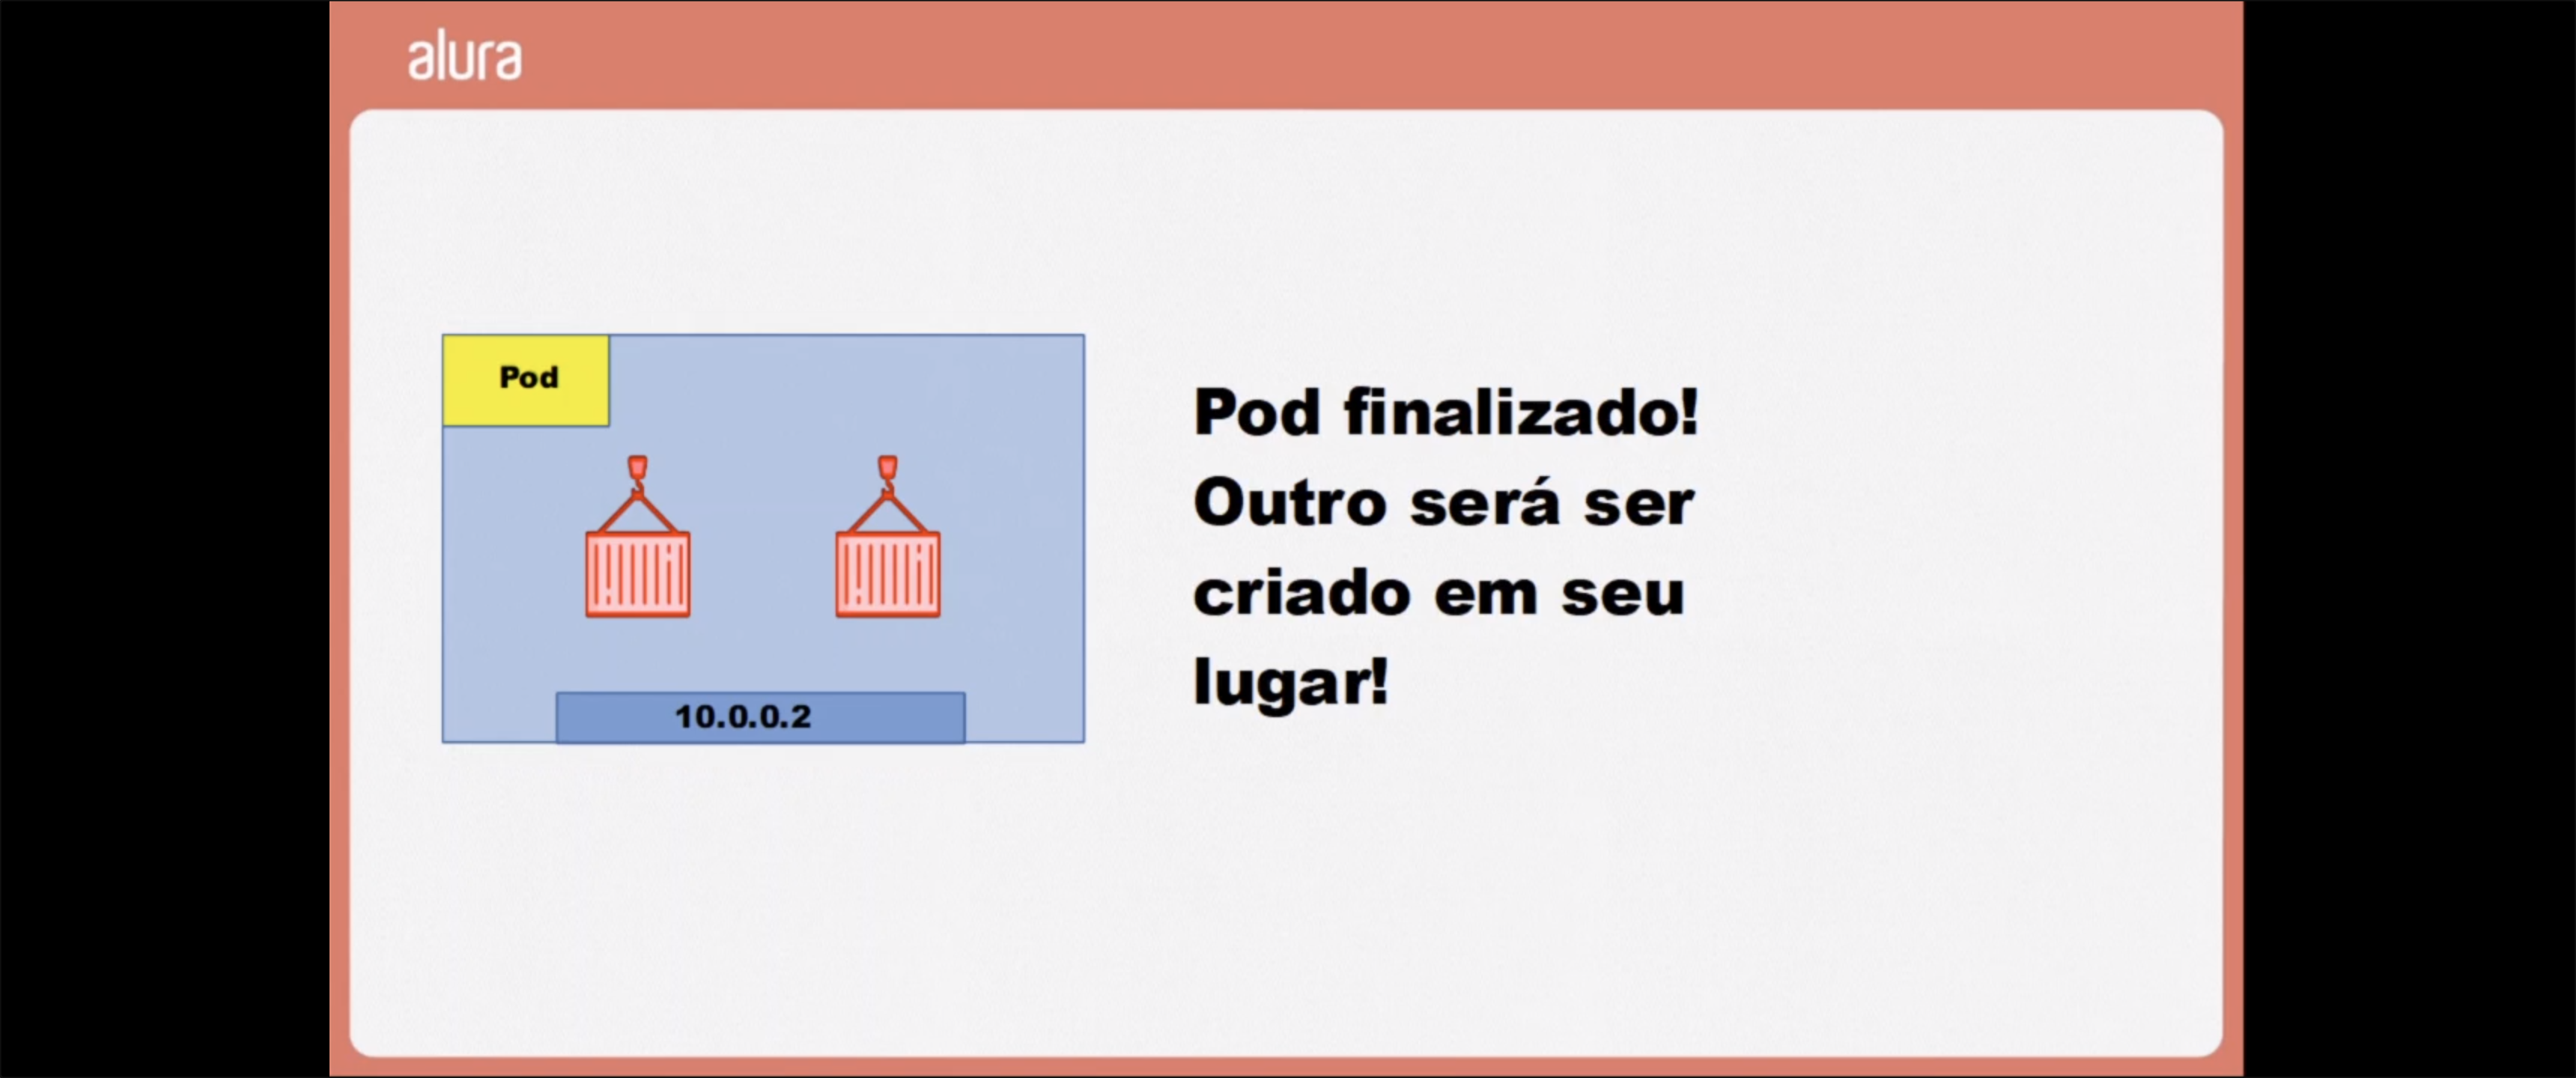 alura
Pod
10.0.0.2
Pod finalizado!
Outro será ser
criado em seu
lugar!